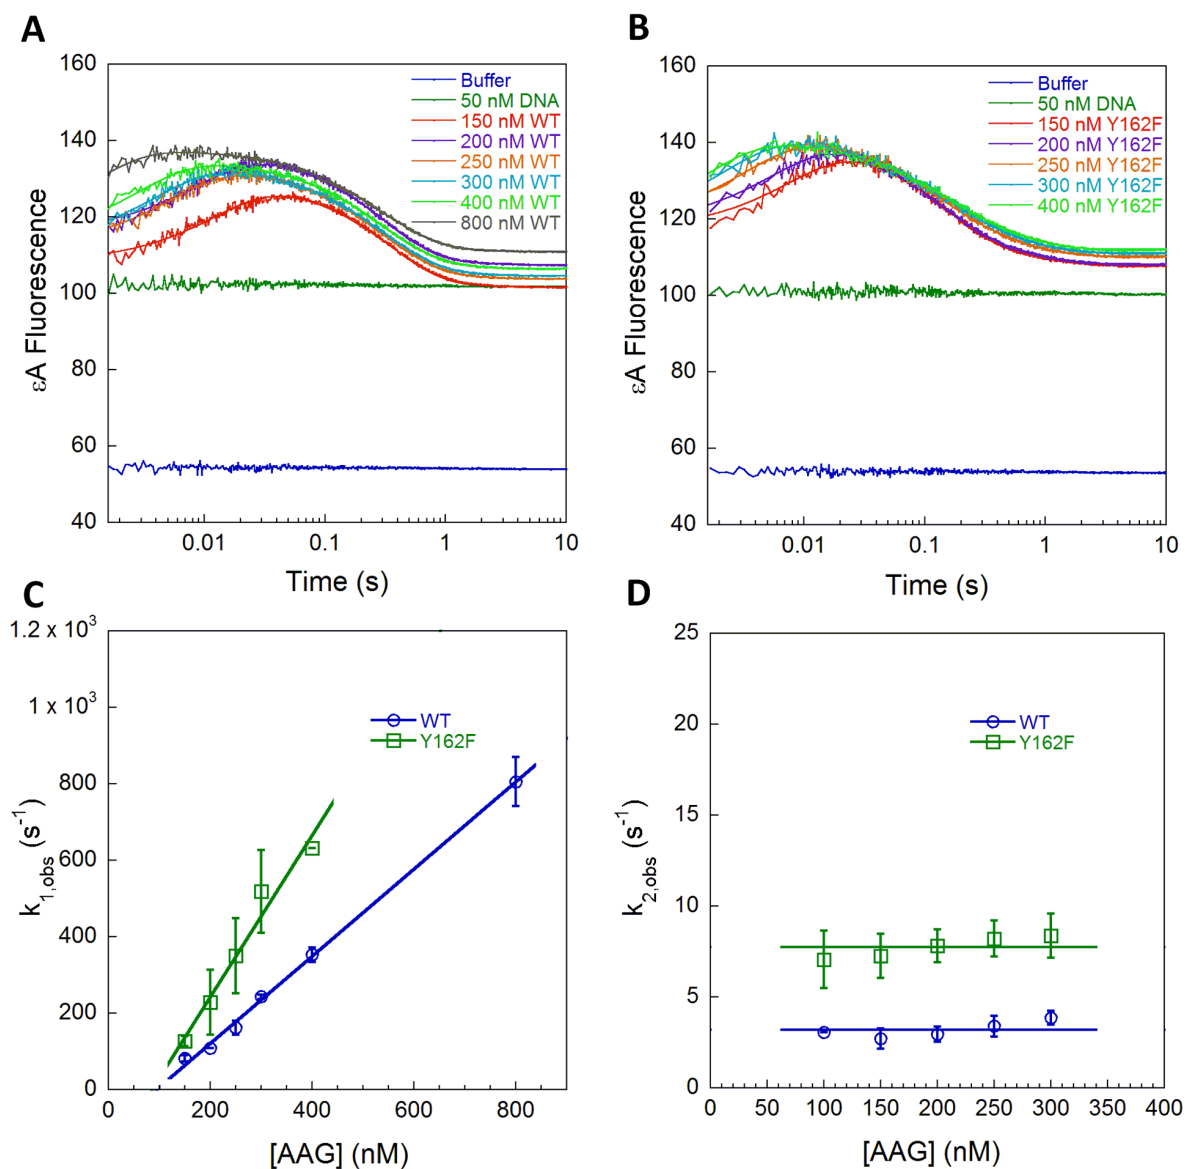 A
160
140
120
100
80
60
40
εA Fluorescence
0.01
0.1
1
10
Time (s)
Buffer
50 nM DNA
150 nM WT
200 nM WT
250 nM WT
300 nM WT
400 nM WT
800 nM WT
B
160
140
120
100
80
60
40
εA Fluorescence
0.01
0.1
1
10
Time (s)
Buffer
50 nM DNA
150 nM Y162F
200 nM Y162F
250 nM Y162F
300 nM Y162F
400 nM Y162F
C
1.2 x 10³
1 x 10³
800
600
400
200
0
k1,obs (s⁻¹)
0
200
400
600
800
[AAG] (nM)
WT
Y162F
D
25
20
15
10
5
0
k2,obs (s⁻¹)
0
50
100
150
200
250
300
350
400
[AAG] (nM)
WT
Y162F